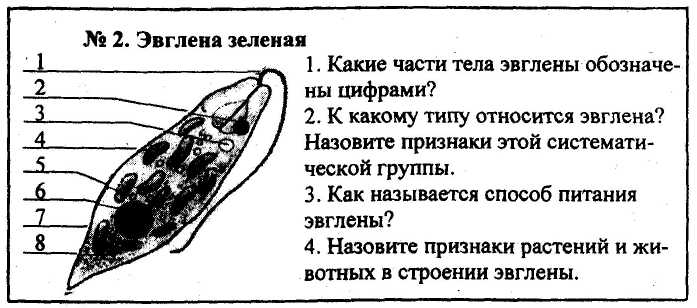 № 2. Эвглена зеленая
1
2
3
4
5
6
7
8
1. Какие части тела эвглены обозначе-
ны цифрами?
2. К какому типу относится эвглена?
Назовите признаки этой системати-
ческой группы.
3. Как называется способ питания
эвглены?
4. Назовите признаки растений и жи-
вотных в строении эвглены.